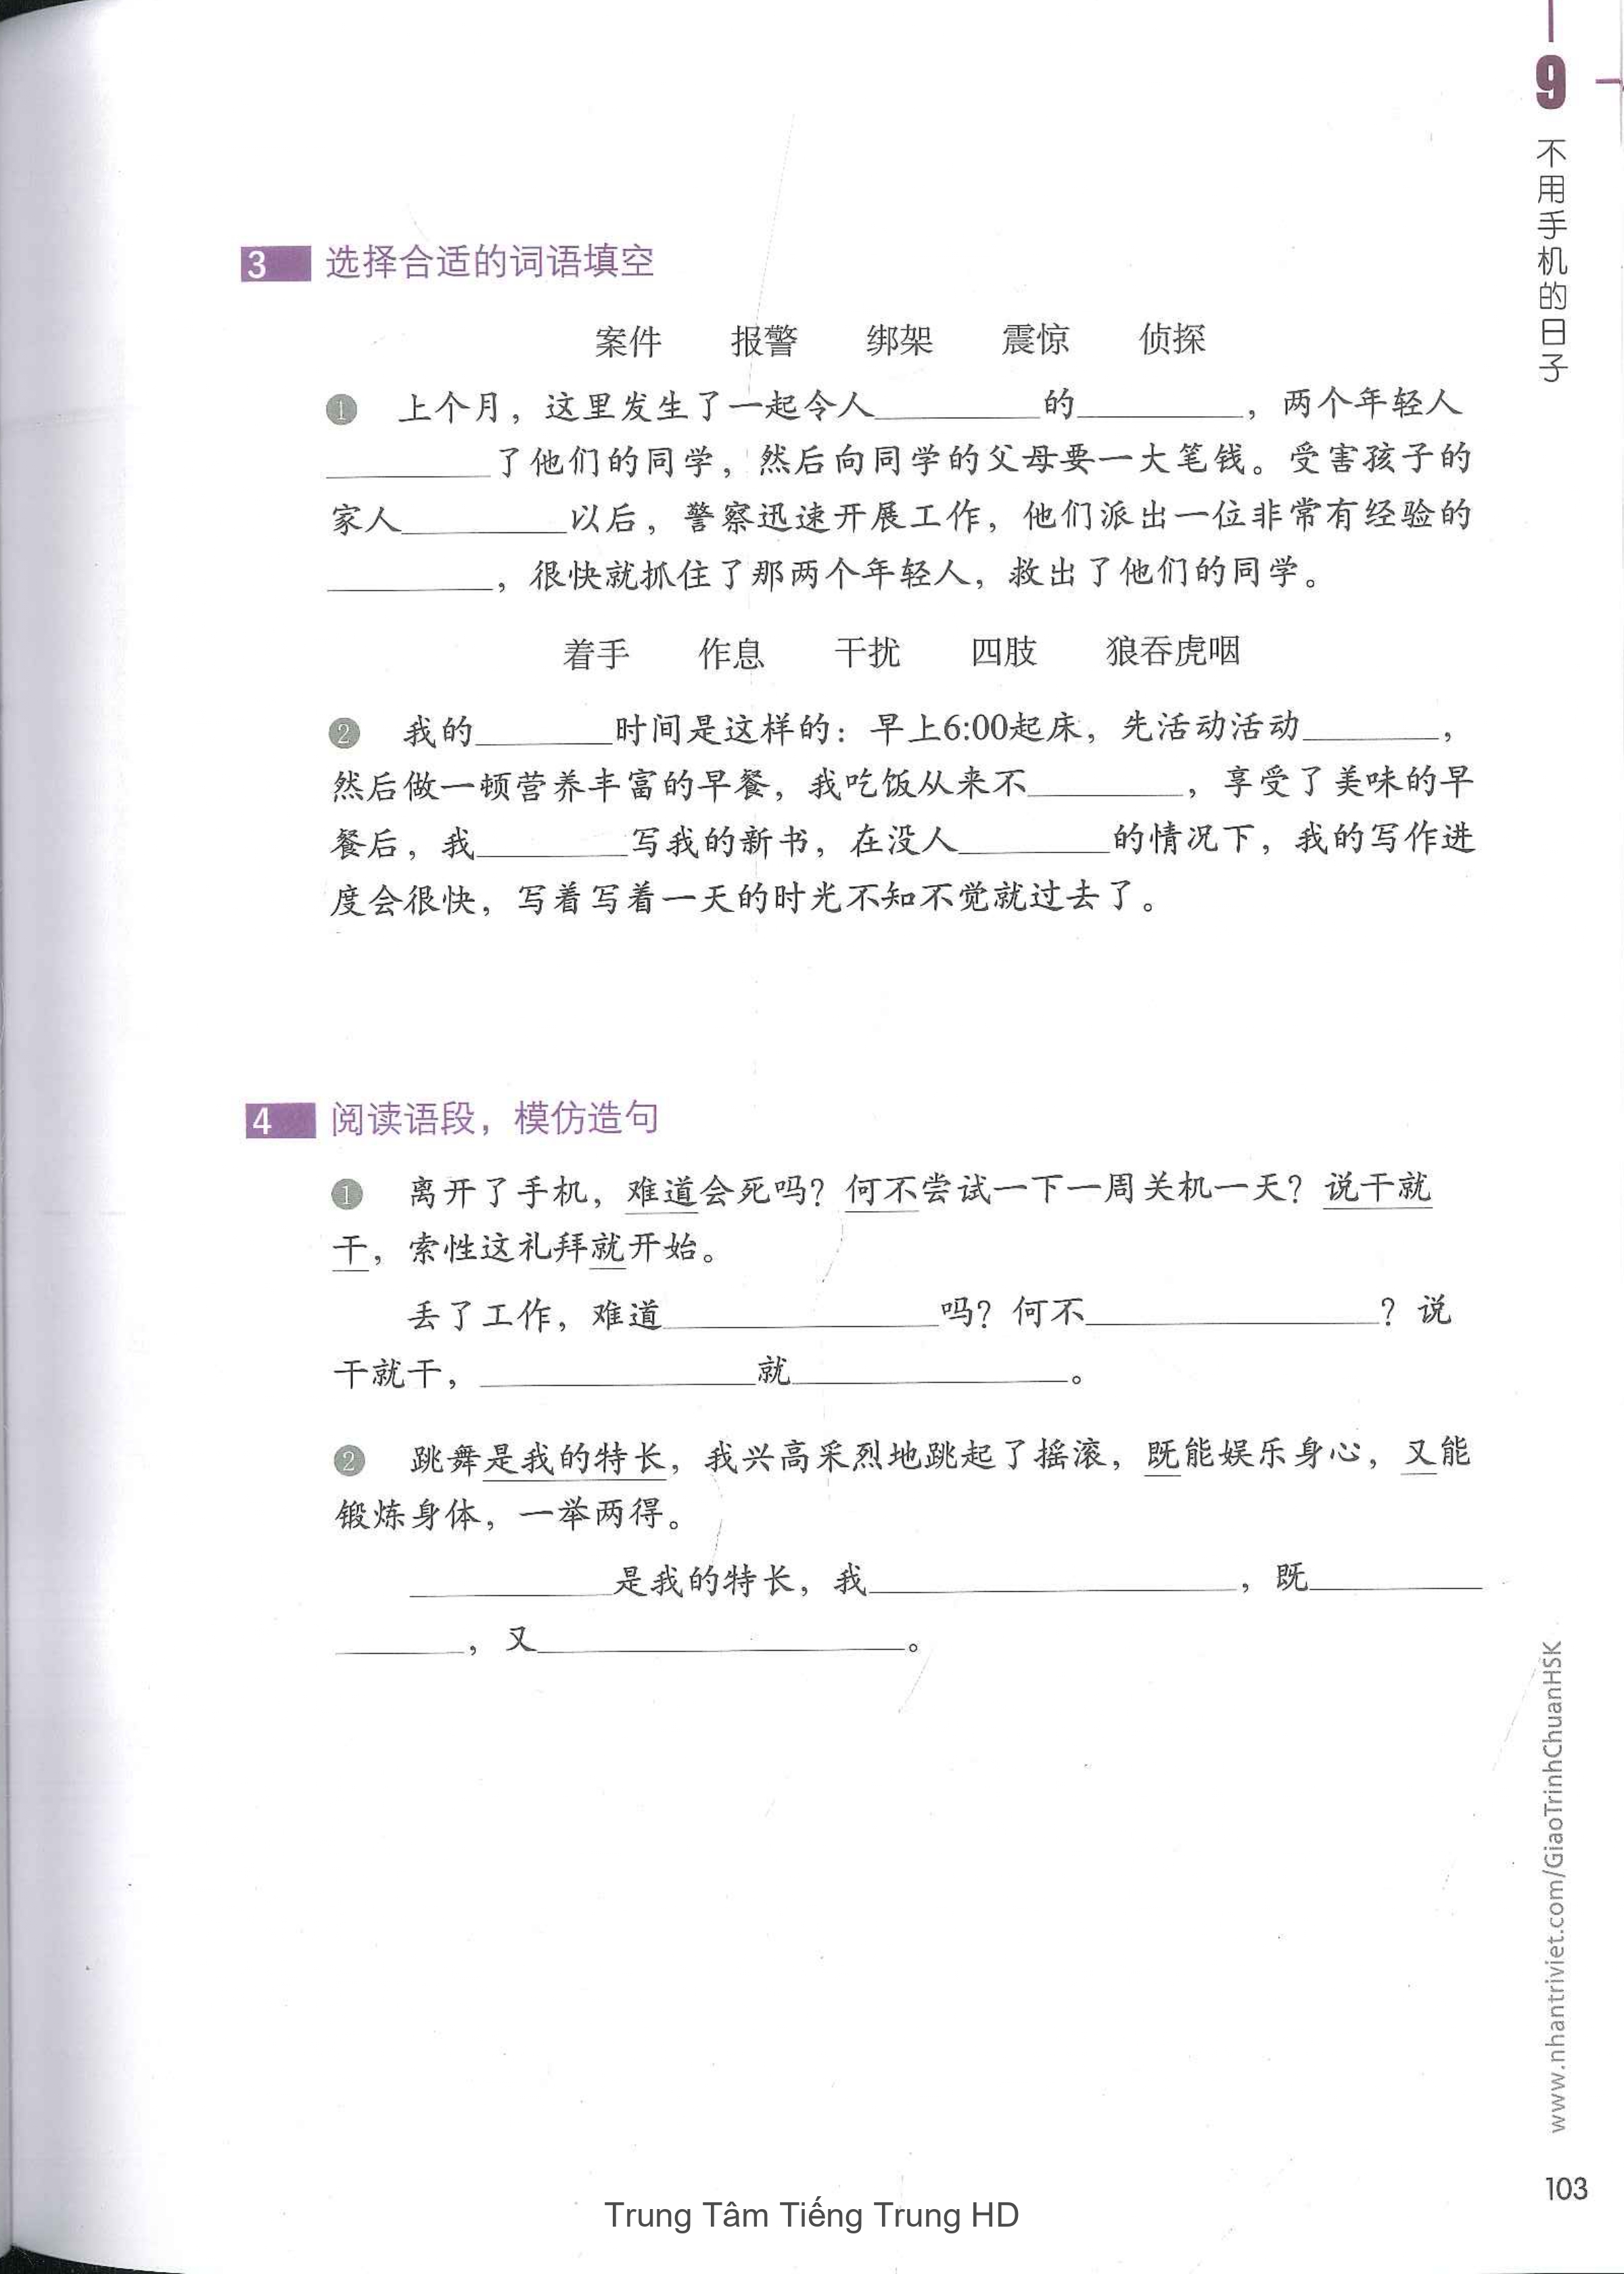 9
不用手机的日子
3 选择合适的词语填空
案件 报警 绑架 震惊 侦探
1 上个月，这里发生了一起令人________的________，两个年轻人
________了他们的同学，然后向同学的父母要一大笔钱。受害孩子的
家人________以后，警察迅速开展工作，他们派出一位非常有经验的
________，很快就抓住了那两个年轻人，救出了他们的同学。
着手 作息 干扰 四肢 狼吞虎咽
2 我的________时间是这样的：早上6:00起床，先活动活动________，
然后做一顿营养丰富的早餐，我吃饭从来不________，享受了美味的早
餐后，我________写我的新书，在没人________的情况下，我的写作进
度会很快，写着写着一天的时光不知不觉就过去了。
4 阅读语段，模仿造句
1 离开了手机，难道会死吗？何不尝试一下一周关机一天？说干就
干，索性这礼拜就开始。
丢了工作，难道________吗？何不________？说
干就干，________就________。
2 跳舞是我的特长，我兴高采烈地跳起了摇滚，既能娱乐身心，又能
锻炼身体，一举两得。
________是我的特长，我________，既________
________，又________。
www.nhantriviet.com/GiaoTrinhChuanHSK
103
Trung Tâm Tiếng Trung HD